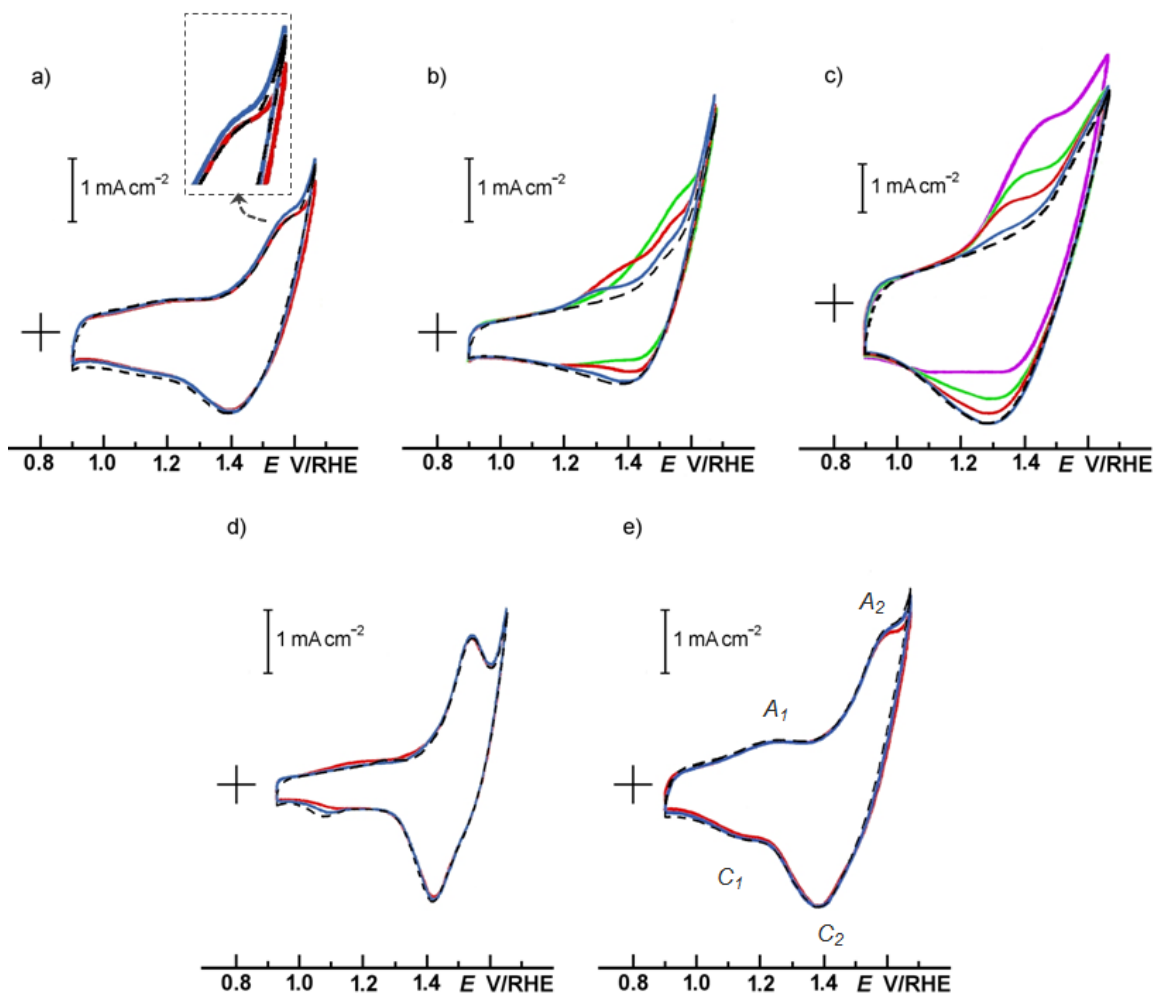 a)
1 mA cm⁻²
0.8 1.0 1.2 1.4 E V/RHE
b)
1 mA cm⁻²
0.8 1.0 1.2 1.4 E V/RHE
c)
1 mA cm⁻²
0.8 1.0 1.2 1.4 E V/RHE
d)
1 mA cm⁻²
0.8 1.0 1.2 1.4 E V/RHE
e)
A₂
1 mA cm⁻²
A₁
C₁
C₂
0.8 1.0 1.2 1.4 E V/RHE